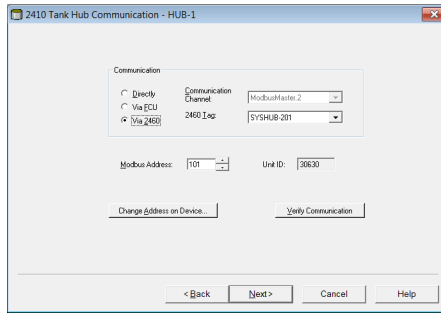 2410 Tank Hub Communication - HUB-1
Communication
Directly
Via FCU
Via 2460
Communication
Channel:
ModbusMaster.2
2460 Tag:
SYSHUB-201
Modbus Address:
101
Unit ID:
30630
Change Address on Device...
Verify Communication
< Back
Next >
Cancel
Help